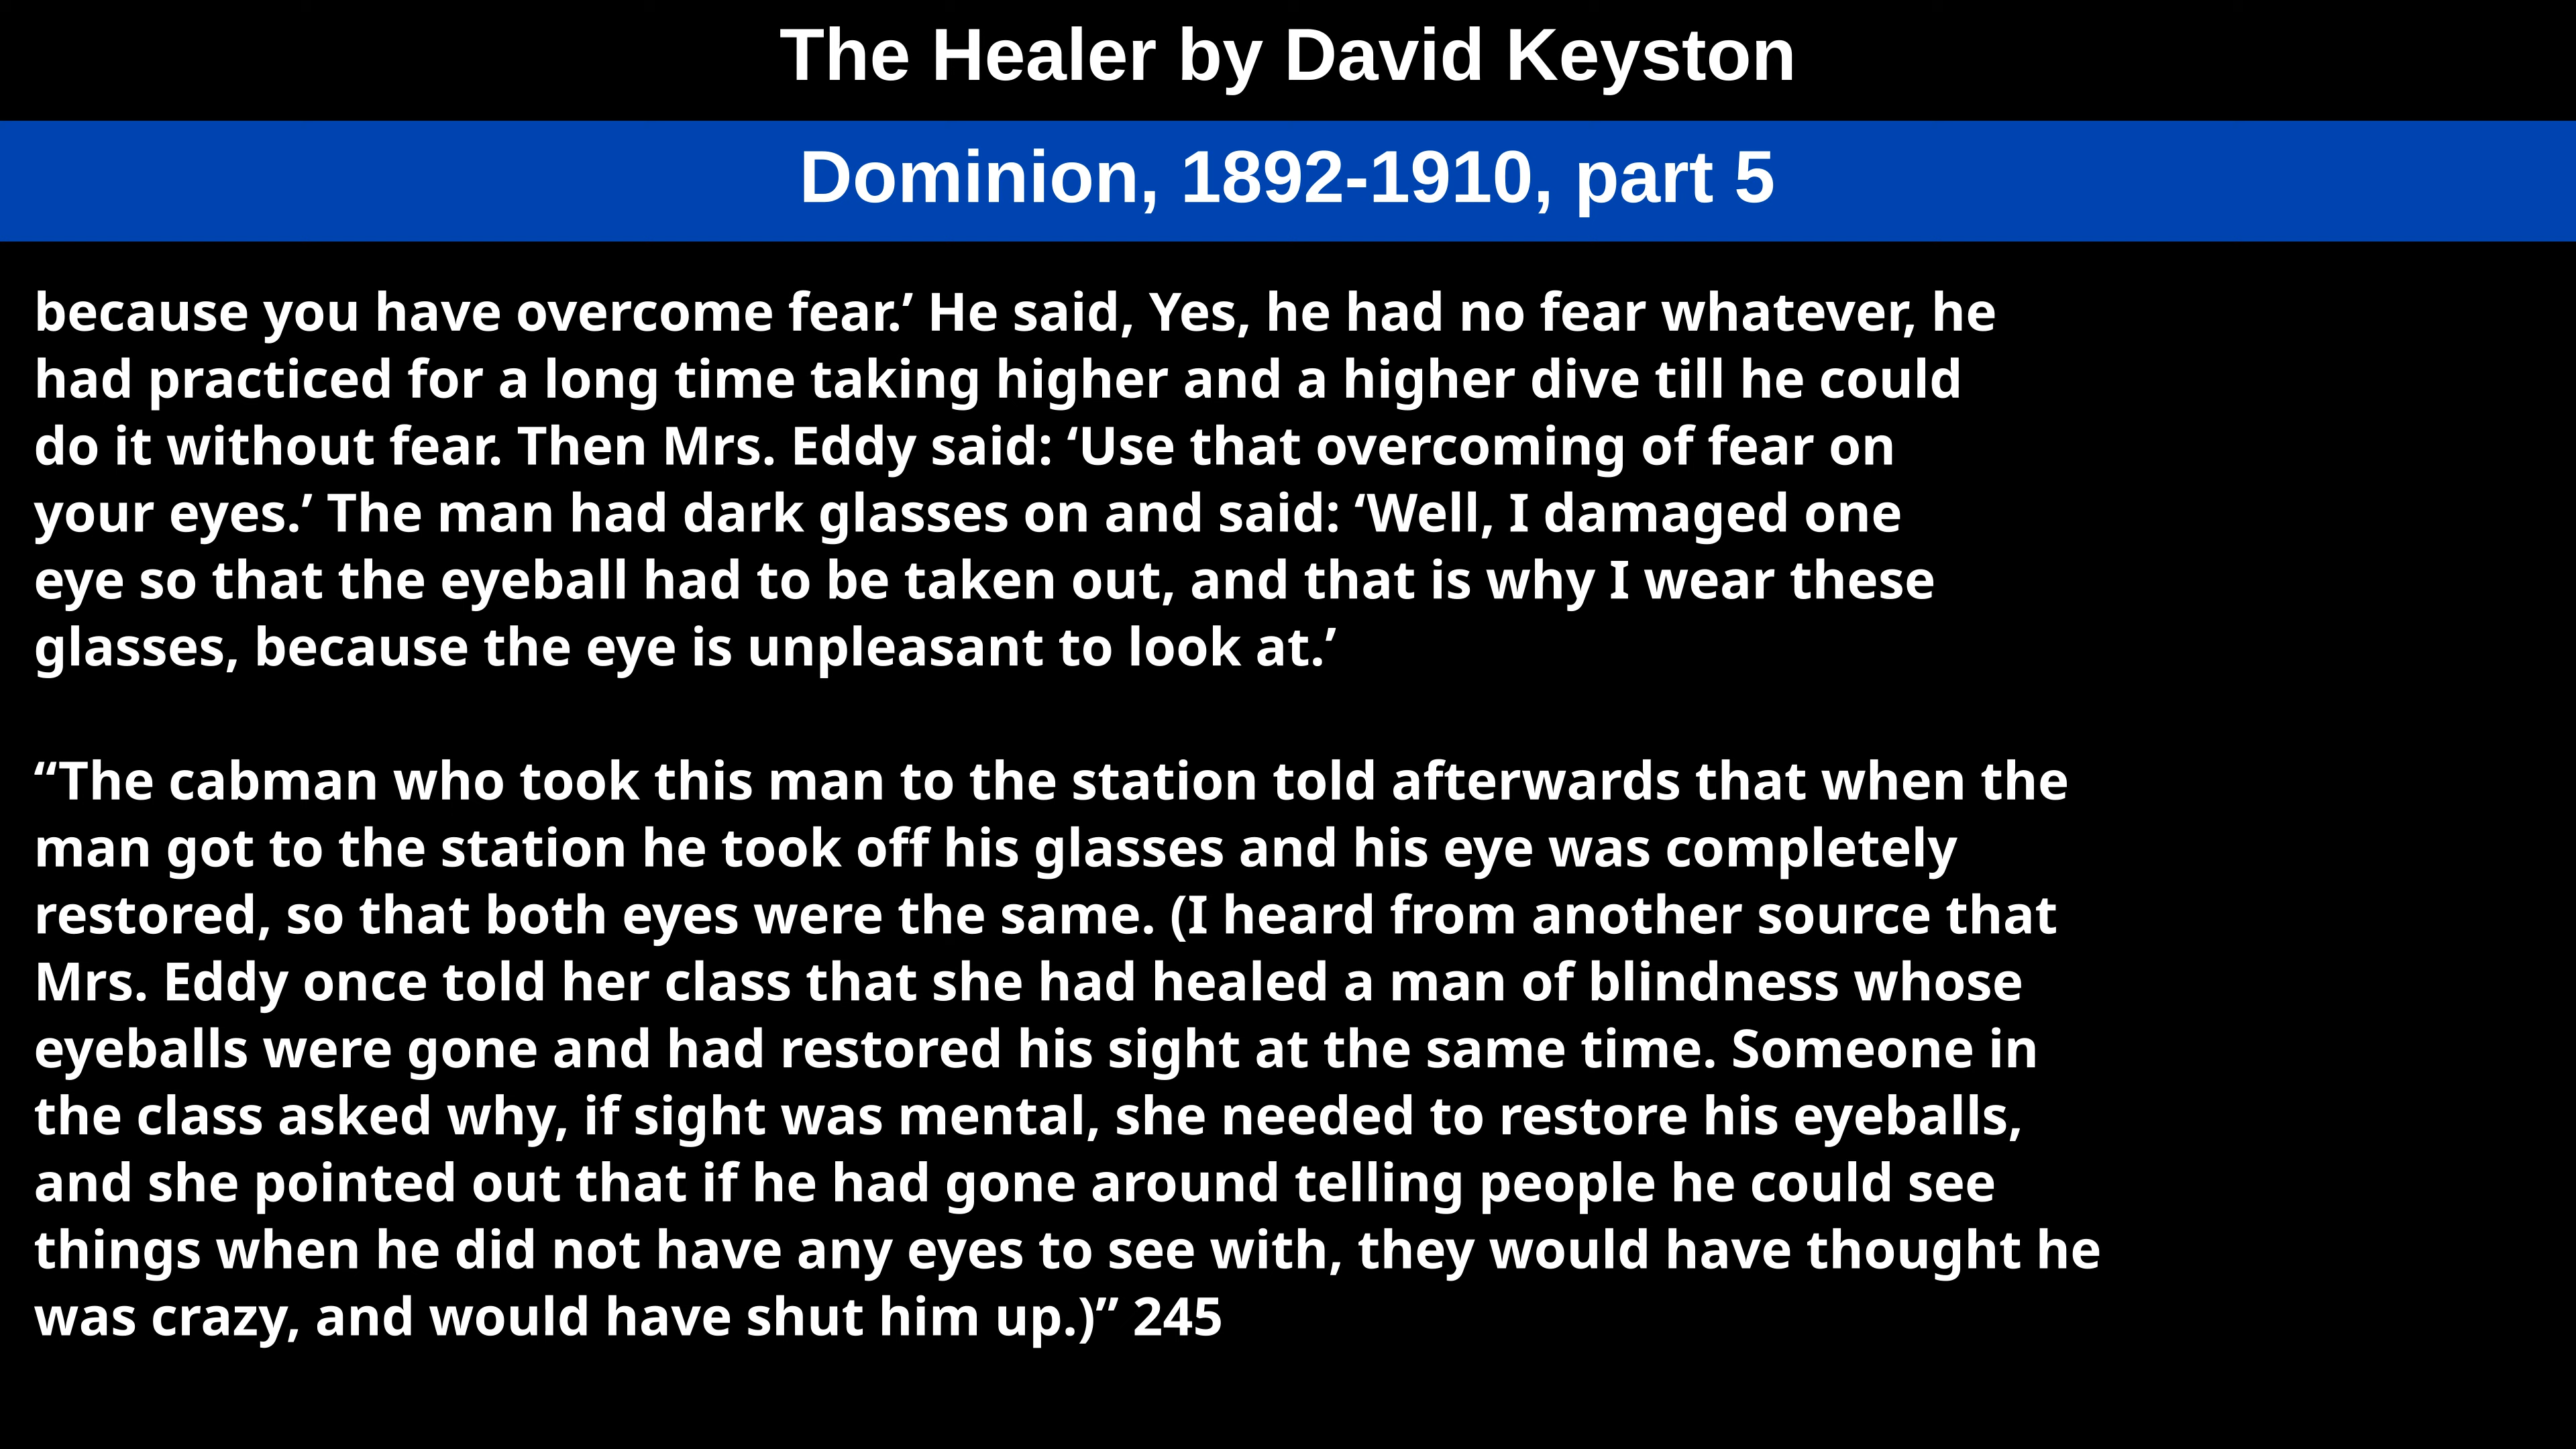 The Healer by David Keyston
Dominion, 1892-1910, part 5
because you have overcome fear.’ He said, Yes, he had no fear whatever, he
had practiced for a long time taking higher and a higher dive till he could
do it without fear. Then Mrs. Eddy said: ‘Use that overcoming of fear on
your eyes.’ The man had dark glasses on and said: ‘Well, I damaged one
eye so that the eyeball had to be taken out, and that is why I wear these
glasses, because the eye is unpleasant to look at.’
“The cabman who took this man to the station told afterwards that when the
man got to the station he took off his glasses and his eye was completely
restored, so that both eyes were the same. (I heard from another source that
Mrs. Eddy once told her class that she had healed a man of blindness whose
eyeballs were gone and had restored his sight at the same time. Someone in
the class asked why, if sight was mental, she needed to restore his eyeballs,
and she pointed out that if he had gone around telling people he could see
things when he did not have any eyes to see with, they would have thought he
was crazy, and would have shut him up.)” 245